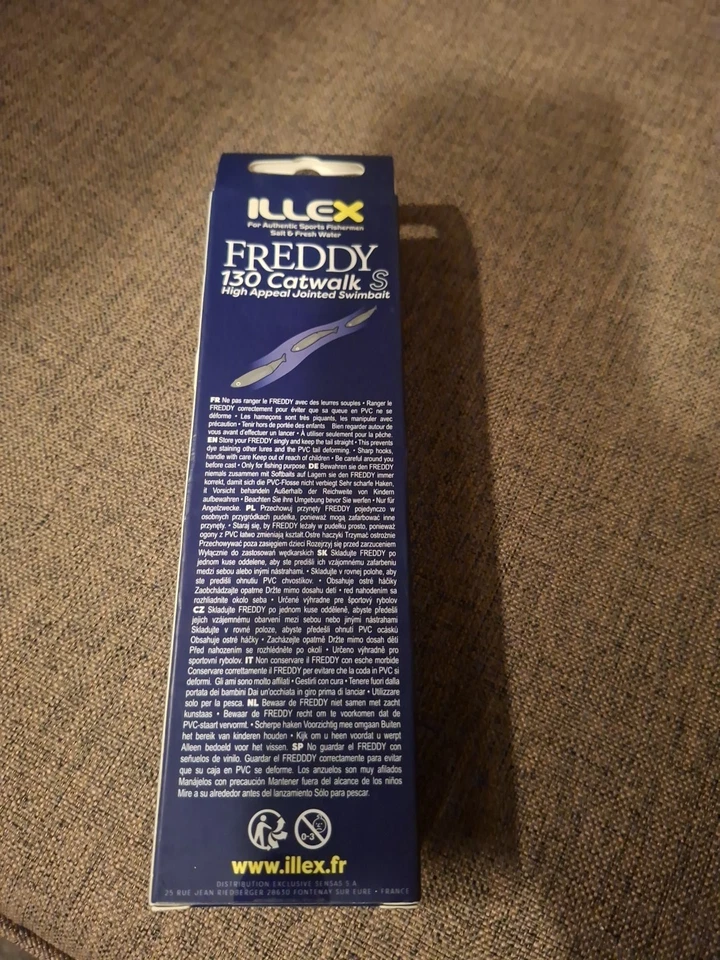 ILLEX
For Authentic Sports Fishermen
Salt & Fresh Water
FREDDY
130 Catwalk S
High Appeal Jointed Swimbait
FR Ne pas ranger le FREDDY avec des leurres souples • Ranger le
FREDDY correctement pour éviter que sa queue en PVC ne se
déforme • Les hameçons sont très piquants, les manipuler avec
précaution • Tenir hors de portée des enfants Bien regarder autour de
vous avant d'effectuer un lancer • À utiliser seulement pour la pêche.
EN Store your FREDDY singly and keep the tail straight • This prevents
dye staining other lures and the PVC tail deforming. • Sharp hooks,
handle with care Keep out of reach of children • Be careful around you
before cast • Only for fishing purpose. DE Bewahren sie den FREDDY
niemals zusammen mit Softbaits auf Lagern sie den FREDDY immer
korrekt, damit sich die PVC-Flosse nicht verbiegt Sehr scharfe Haken,
it Vorsicht behandeln Außerhalb der Reichweite von Kindern
aufbewahren • Beachten Sie ihre Umgebung bevor Sie werfen • Nur für
Angelzwecke. PL Przechowuj przynęty FREDDY pojedynczo w
osobnych przygródkach pudełka, ponieważ mogą zafarbować inne
przynęty. • Staraj się, by FREDDY leżały w pudełku prosto, ponieważ
ogony z PVC łatwo zmieniają kształt.Ostre haczyki Trzymać ostrożnie
Przechowywać poza zasięgiem dzieci Rozejrzyj się przed zarzuceniem
Wyłącznie do zastosowań wędkarskich SK Skladujte FREDDY po
jednom kuse oddelene, aby ste predišli ich vzájomnému zafarbeniu
medzi sebou alebo inými nástrahami. • Skladujte v rovnej polohe, aby
ste predišli ohnutiu PVC chvostíkov. • Obsahuje ostré háčiky
Zaobchádzajte opatrne Držte mimo dosahu detí • red nahodením sa
rozhliadnite okolo seba • Určené výhradne pre športový rybolov
CZ Skladujte FREDDY po jednom kuse odděleně, abyste předešli
jejich vzájemnému obarvení mezi sebou nebo jinými nástrahami
Skladujte v rovné poloze, abyste předešli ohnutí PVC ocásků
Obsahuje ostré háčky • Zacházejte opatrně Držte mimo dosah dětí
Před nahozením se rozhlédněte po okolí • Určeno výhradně pro
sportovní rybolov. IT Non conservare il FREDDY con esche morbide
Conservare correttamente il FREDDY per evitare che la coda in PVC si
deformi. Gli ami sono molto affilati • Gestirli con cura • Tenere fuori dalla
portata dei bambini Dai un'occhiata in giro prima di lanciar • Utilizzare
solo per la pesca. NL Bewaar de FREDDY niet samen met zacht
kunstaas • Bewaar de FREDDY recht om te voorkomen dat de
PVC-staart vervormt. • Scherpe haken Voorzichtig mee omgaan Buiten
het bereik van kinderen houden • Kijk om u heen voordat u werpt
Alleen bedoeld voor het vissen. SP No guardar el FREDDY con
señuelos de vinilo. Guardar el FREDDDY correctamente para evitar
que su caja en PVC se deforme. Los anzuelos son muy afilados
Manájelos con precaución Mantener fuera del alcance de los niños
Mire a su alrededor antes del lanzamiento Sólo para pescar.
0-3
www.illex.fr
DISTRIBUTION EXCLUSIVE SENSAS S.A.
25 RUE JEAN RIEDBERGER 28630 FONTENAY SUR EURE • FRANCE